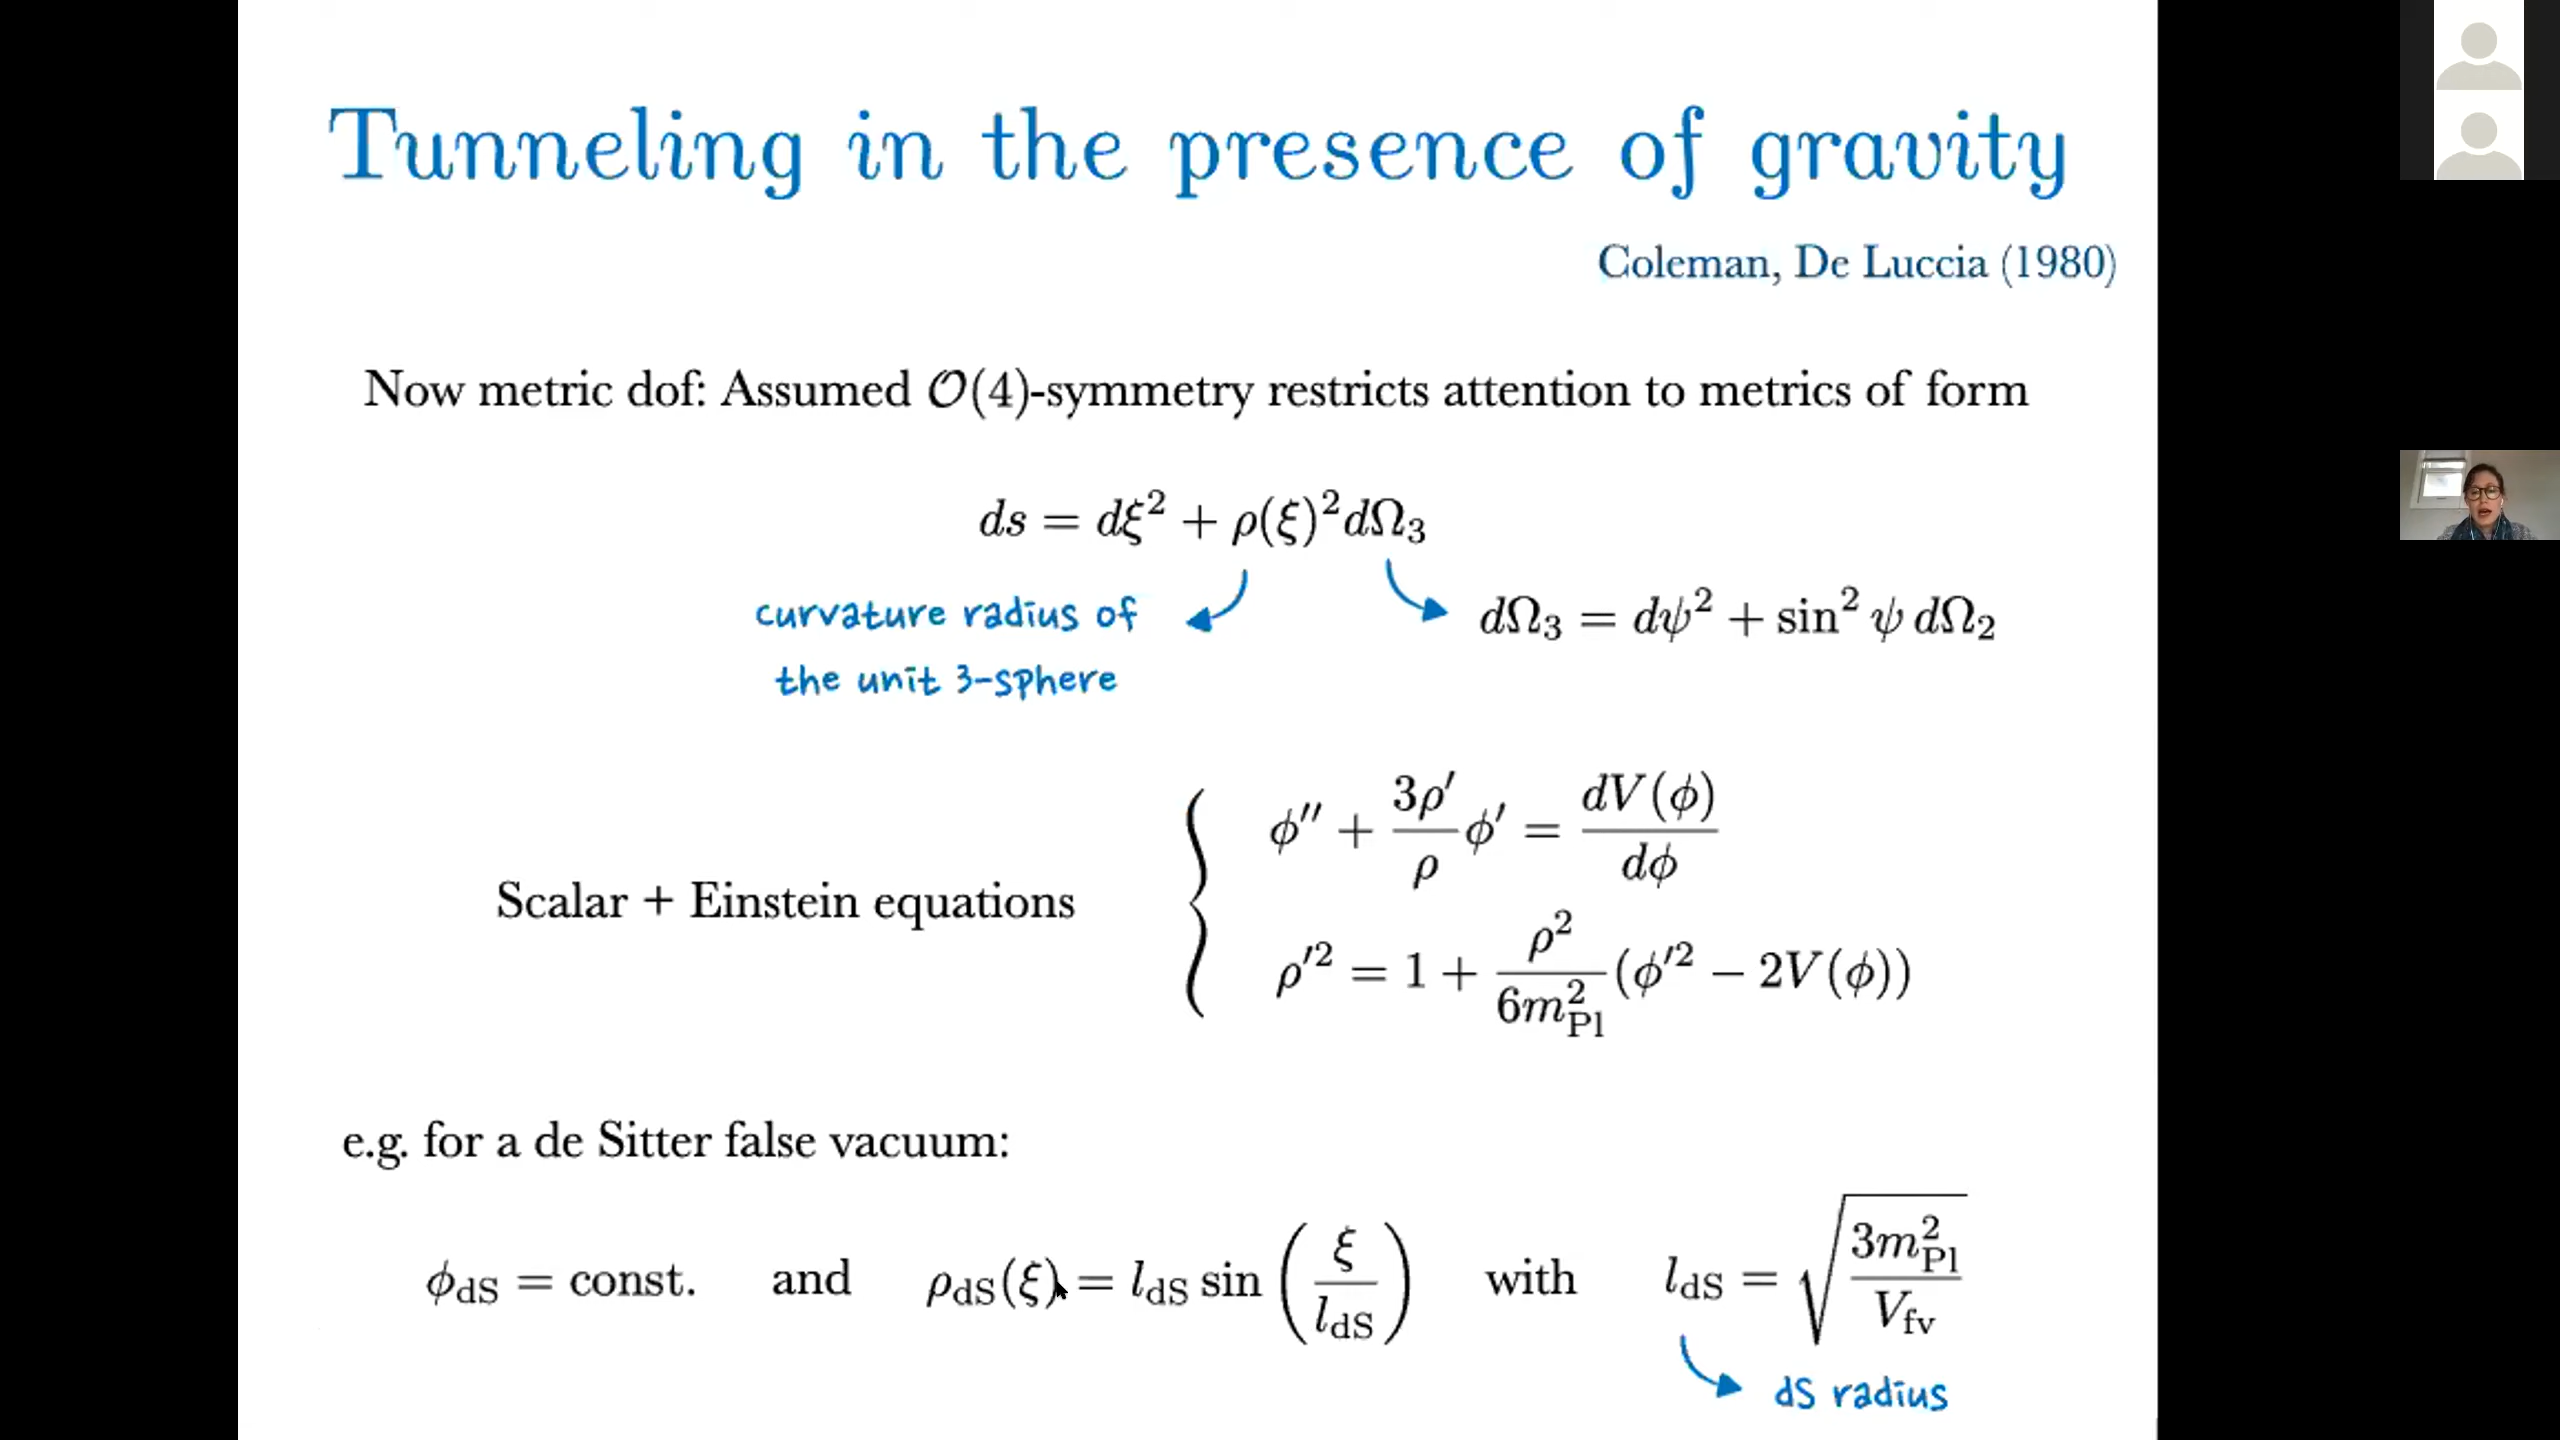 Tunneling in the presence of gravity
Coleman, De Luccia (1980)
Now metric dof: Assumed 𝒪(4)-symmetry restricts attention to metrics of form
ds = dξ² + ρ(ξ)²dΩ₃
curvature radius of
the unit 3-sphere
dΩ₃ = dψ² + sin² ψ dΩ₂
Scalar + Einstein equations
ϕ′′ + 3ρ′/ρ ϕ′ = dV(ϕ)/dϕ
ρ′² = 1 + ρ²/6m²_Pl (ϕ′² − 2V(ϕ))
e.g. for a de Sitter false vacuum:
ϕ_dS = const. and ρ_dS(ξ) = l_dS sin (ξ/l_dS) with l_dS = √(3m²_Pl/V_fv)
dS radius